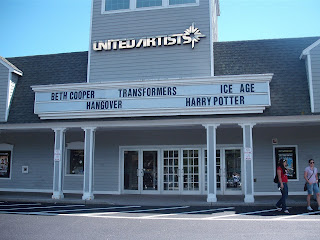 UNITED ARTISTS
BETH COOPER TRANSFORMERS ICE AGE
HANGOVER HARRY POTTER